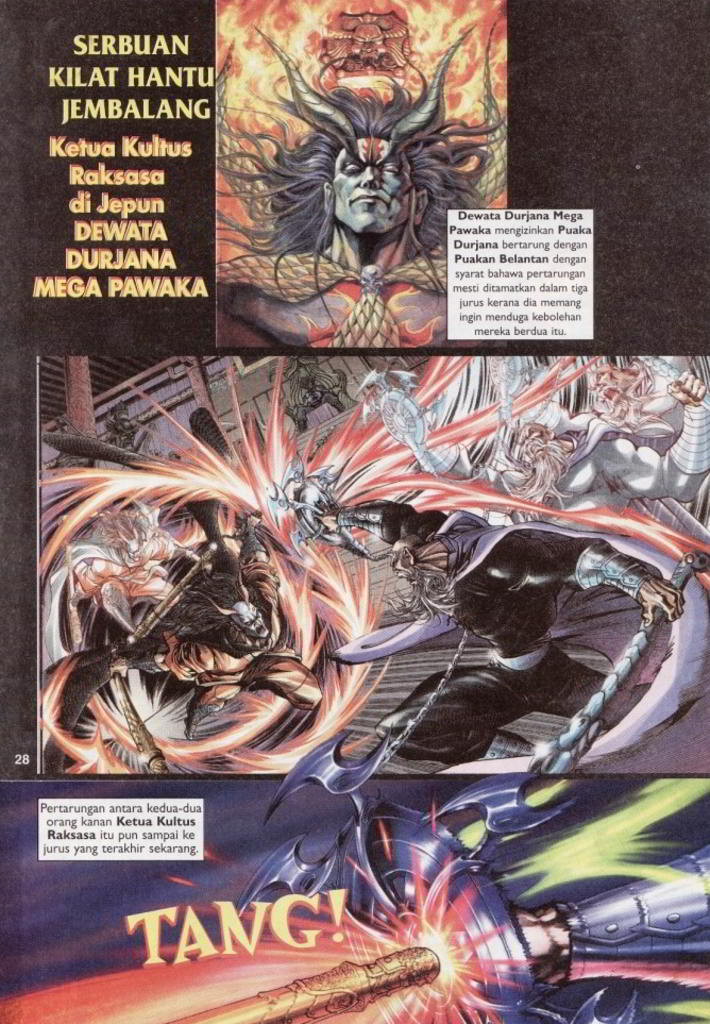 SERBUAN
KILAT HANTU
JEMBALANG
Ketua Kultus
Raksasa
di Jepun
DEWATA
DURJANA
MEGA PAWAKA
Dewata Durjana Mega
Pawaka mengizinkan Puaka
Durjana bertarung dengan
Puakan Belantan dengan
syarat bahawa pertarungan
mesti ditamatkan dalam tiga
jurus kerana dia memang
ingin menduga kebolehan
mereka berdua itu.
28
Pertarungan antara kedua-dua
orang kanan Ketua Kultus
Raksasa itu pun sampai ke
jurus yang terakhir sekarang.
TANG!